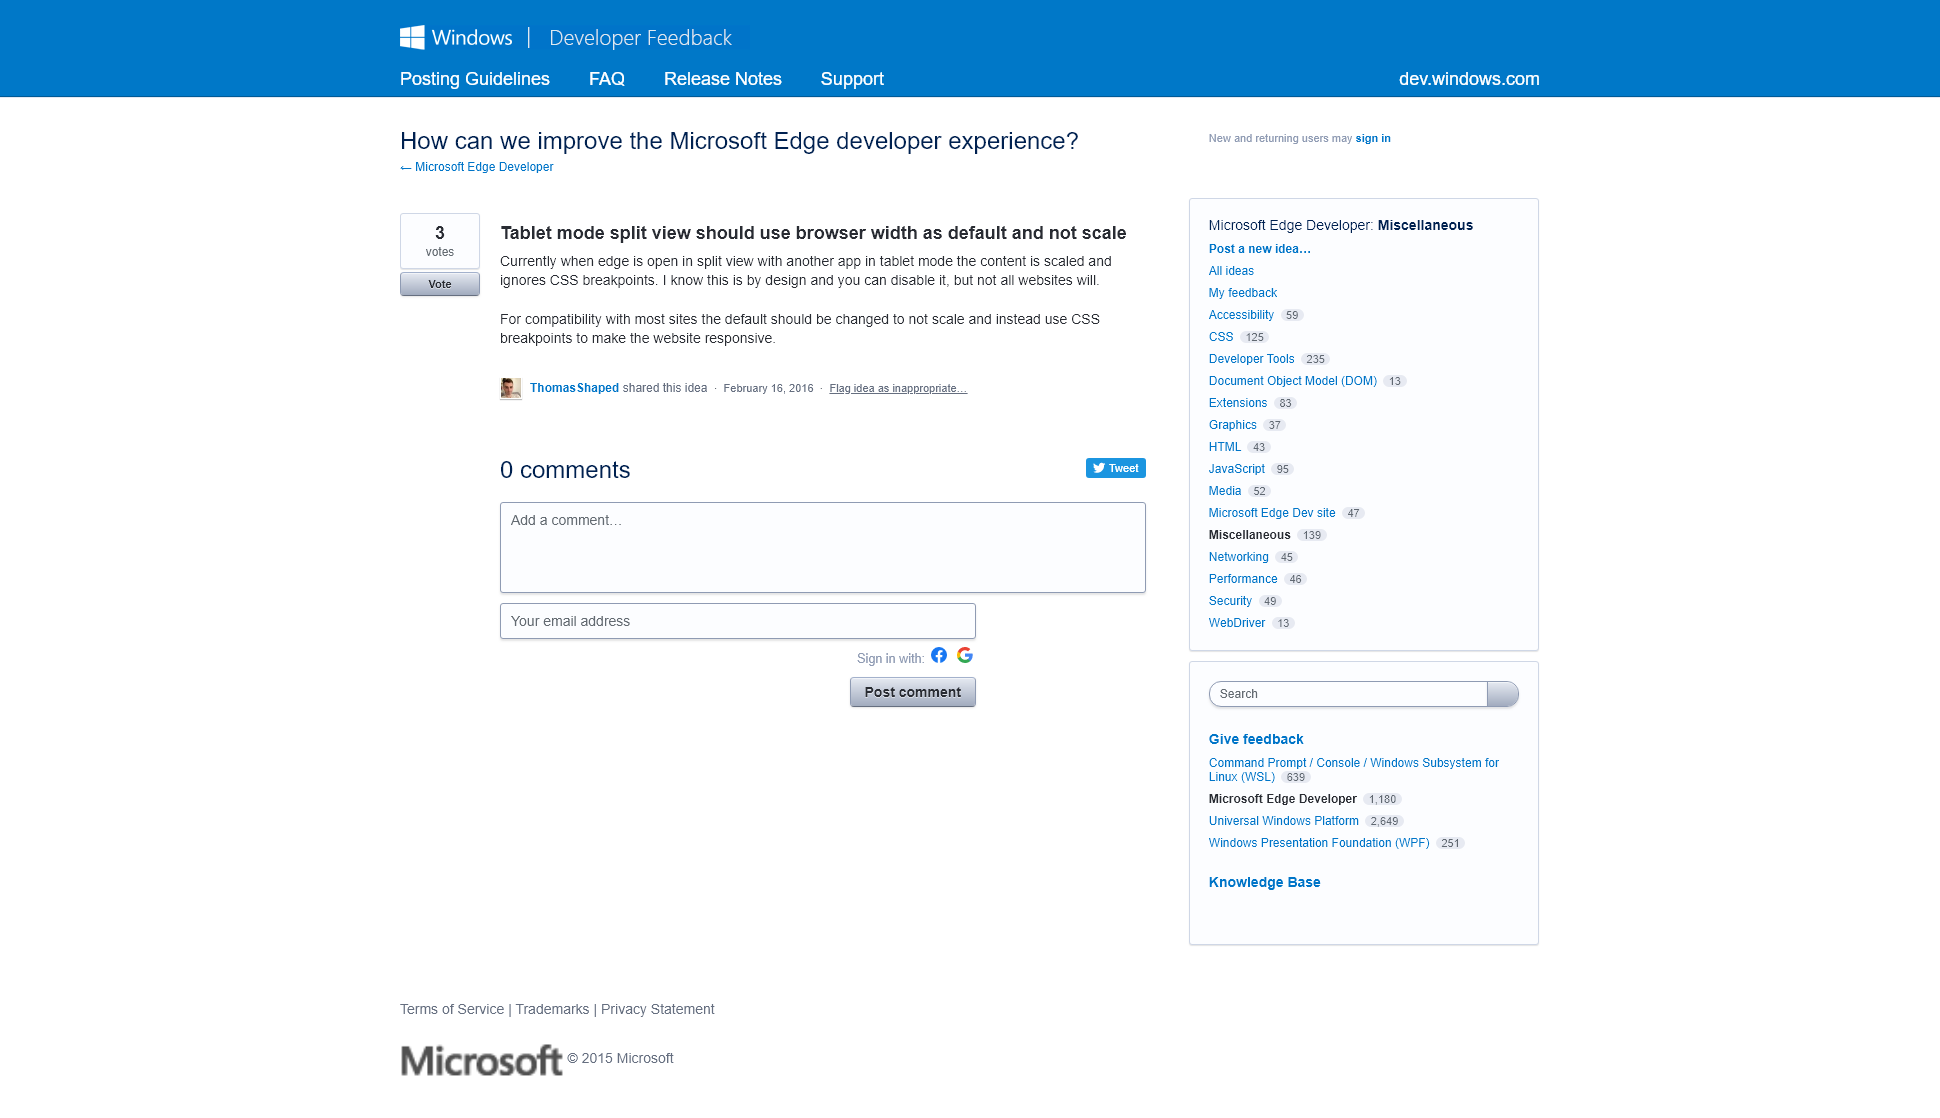 Windows | Developer Feedback
Posting Guidelines FAQ Release Notes Support dev.windows.com
How can we improve the Microsoft Edge developer experience?
← Microsoft Edge Developer
New and returning users may sign in
3
votes
Vote
Tablet mode split view should use browser width as default and not scale
Currently when edge is open in split view with another app in tablet mode the content is scaled and
ignores CSS breakpoints. I know this is by design and you can disable it, but not all websites will.
For compatibility with most sites the default should be changed to not scale and instead use CSS
breakpoints to make the website responsive.
ThomasShaped shared this idea · February 16, 2016 · Flag idea as inappropriate…
0 comments
Tweet
Add a comment…
Your email address
Sign in with:
Post comment
Microsoft Edge Developer: Miscellaneous
Post a new idea…
All ideas
My feedback
Accessibility 59
CSS 125
Developer Tools 235
Document Object Model (DOM) 13
Extensions 83
Graphics 37
HTML 43
JavaScript 95
Media 52
Microsoft Edge Dev site 47
Miscellaneous 139
Networking 45
Performance 46
Security 49
WebDriver 13
Search
Give feedback
Command Prompt / Console / Windows Subsystem for
Linux (WSL) 639
Microsoft Edge Developer 1,180
Universal Windows Platform 2,649
Windows Presentation Foundation (WPF) 251
Knowledge Base
Terms of Service | Trademarks | Privacy Statement
Microsoft © 2015 Microsoft